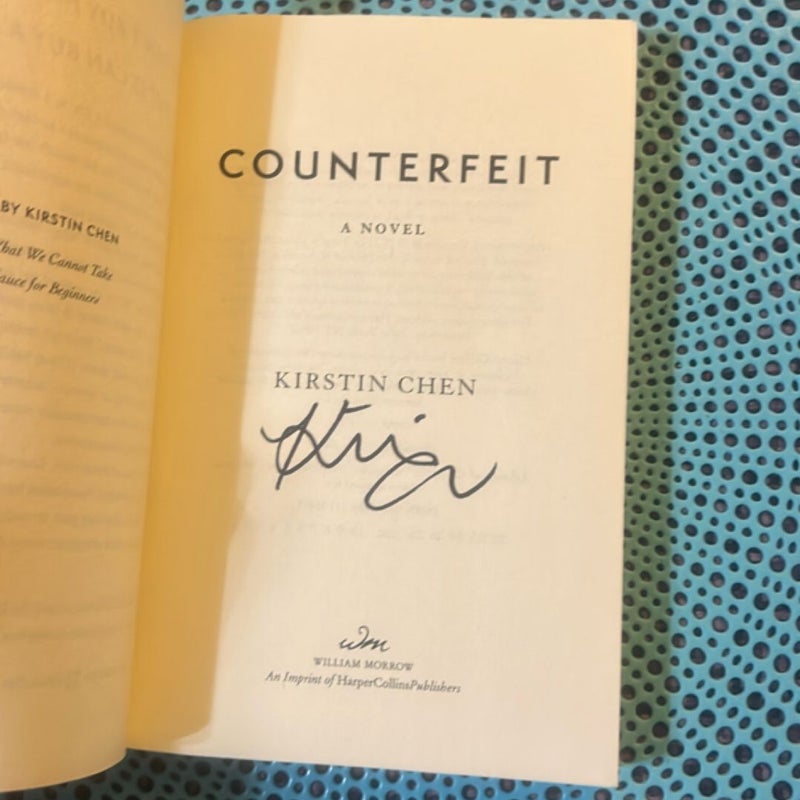 BY KIRSTIN CHEN
What We Cannot Take
Sauce for Beginners
COUNTERFEIT
A NOVEL
KIRSTIN CHEN
wm
WILLIAM MORROW
An Imprint of HarperCollinsPublishers